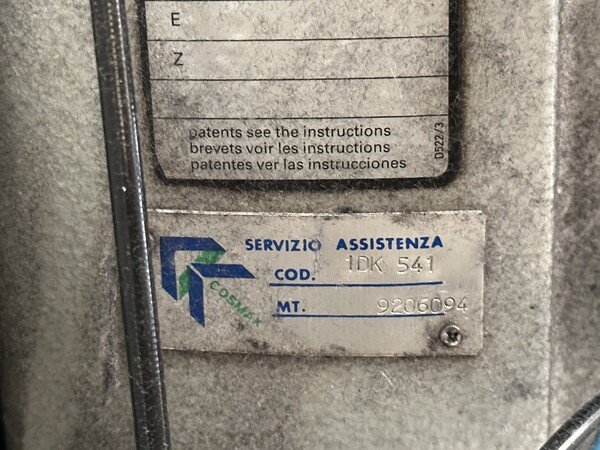 E
Z
patents see the instructions
brevets voir les instructions
patentes ver las instrucciones
D522/3
SERVIZIO ASSISTENZA
COD. 1DK 541
COSMEX
MT. 9206094